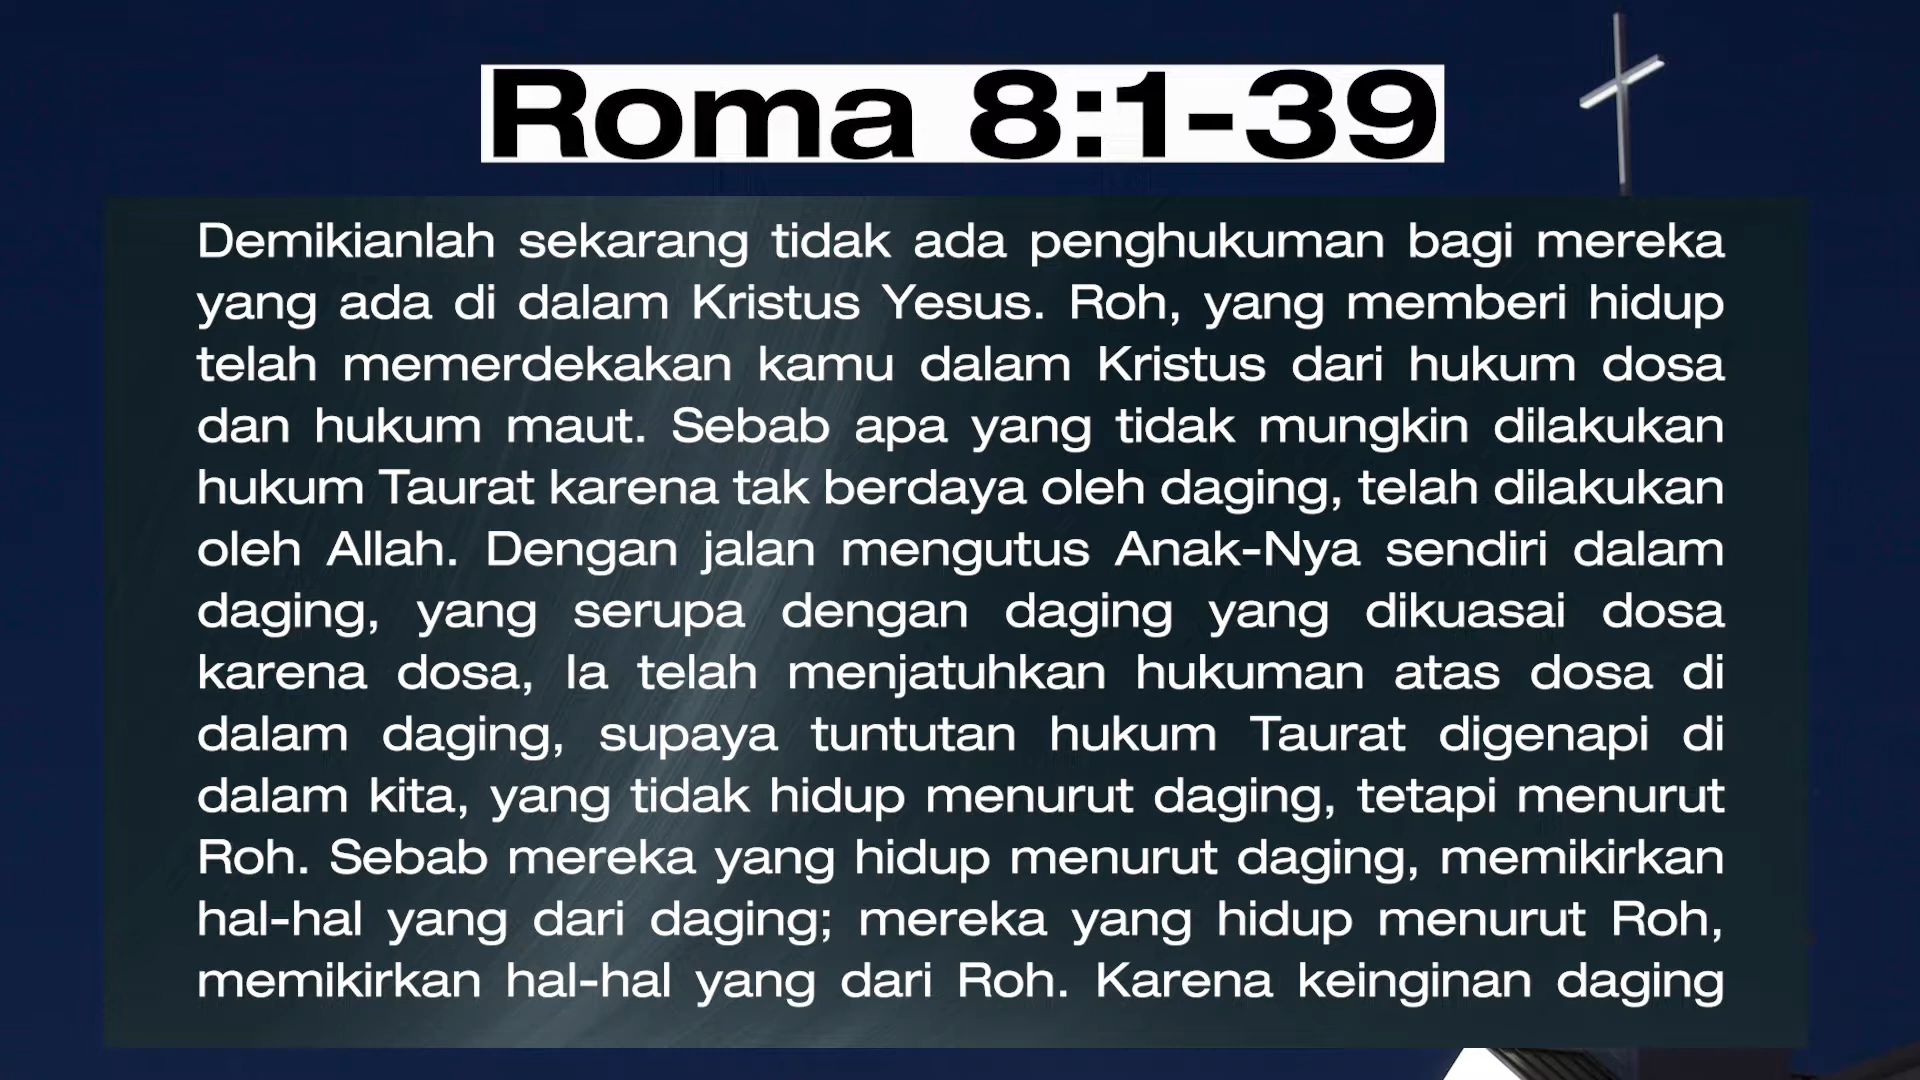 Roma 8:1-39
Demikianlah sekarang tidak ada penghukuman bagi mereka
yang ada di dalam Kristus Yesus. Roh, yang memberi hidup
telah memerdekakan kamu dalam Kristus dari hukum dosa
dan hukum maut. Sebab apa yang tidak mungkin dilakukan
hukum Taurat karena tak berdaya oleh daging, telah dilakukan
oleh Allah. Dengan jalan mengutus Anak-Nya sendiri dalam
daging, yang serupa dengan daging yang dikuasai dosa
karena dosa, Ia telah menjatuhkan hukuman atas dosa di
dalam daging, supaya tuntutan hukum Taurat digenapi di
dalam kita, yang tidak hidup menurut daging, tetapi menurut
Roh. Sebab mereka yang hidup menurut daging, memikirkan
hal-hal yang dari daging; mereka yang hidup menurut Roh,
memikirkan hal-hal yang dari Roh. Karena keinginan daging